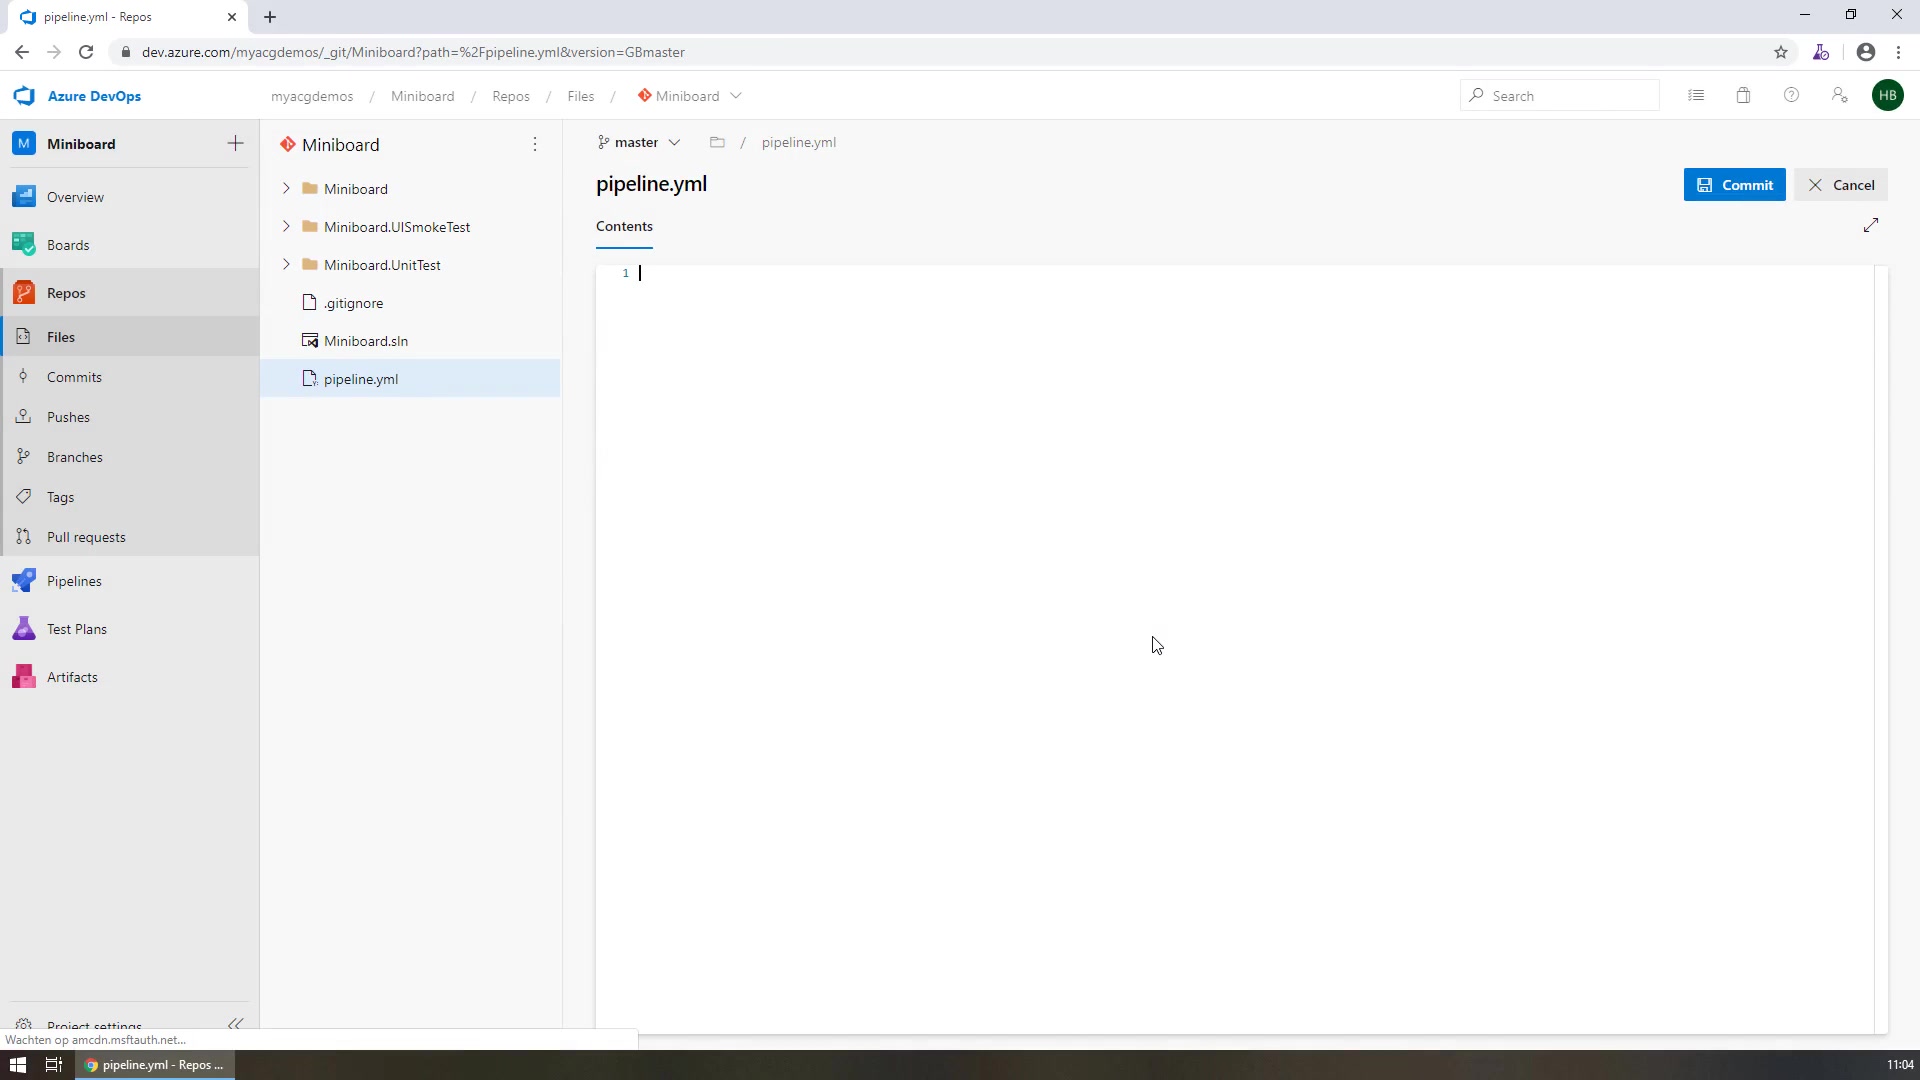 pipeline.yml - Repos
dev.azure.com/myacgdemos/_git/Miniboard?path=%2Fpipeline.yml&version=GBmaster
Azure DevOps
myacgdemos / Miniboard / Repos / Files / Miniboard
Search
HB
M Miniboard
Overview
Boards
Repos
Files
Commits
Pushes
Branches
Tags
Pull requests
Pipelines
Test Plans
Artifacts
Project settings
Miniboard
Miniboard
Miniboard.UISmokeTest
Miniboard.UnitTest
.gitignore
Miniboard.sln
pipeline.yml
master / pipeline.yml
pipeline.yml
Commit
Cancel
Contents
1
Wachten op amcdn.msftauth.net...
pipeline.yml - Repos ...
11:04